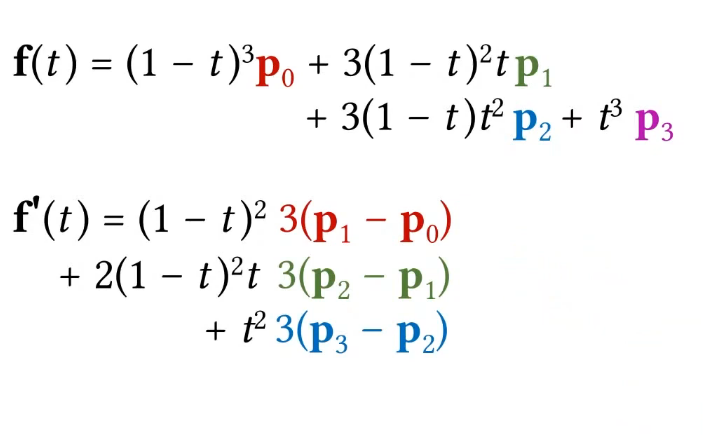 f(t) = (1 − t)³p₀ + 3(1 − t)²t p₁
+ 3(1 − t)t² p₂ + t³ p₃
f'(t) = (1 − t)² 3(p₁ − p₀)
+ 2(1 − t)²t 3(p₂ − p₁)
+ t² 3(p₃ − p₂)